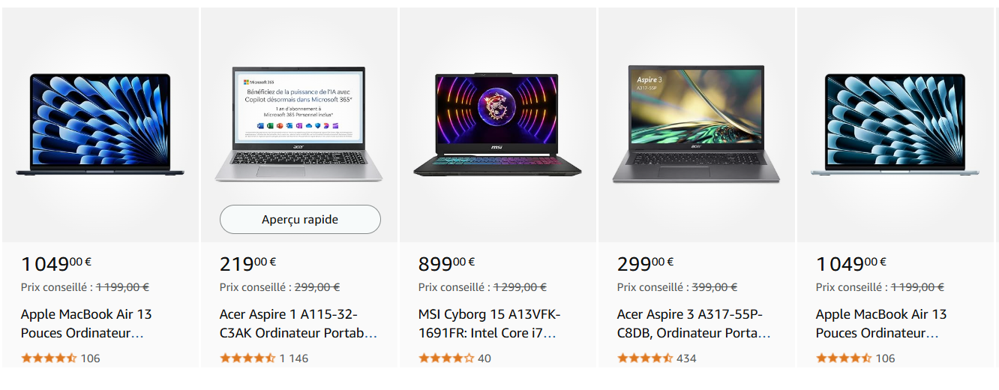 Microsoft 365
Bénéficiez de la puissance de l'IA avec
Copilot désormais dans Microsoft 365*
1 an d'abonnement à
Microsoft 365 Personnel inclus*
acer
msi
Aspire 3
A317-55P
acer
Aperçu rapide
1 04900 €
Prix conseillé : 1 199,00 €
Apple MacBook Air 13
Pouces Ordinateur…
106
21900 €
Prix conseillé : 299,00 €
Acer Aspire 1 A115-32-
C3AK Ordinateur Portab…
1 146
89900 €
Prix conseillé : 1 299,00 €
MSI Cyborg 15 A13VFK-
1691FR: Intel Core i7…
40
29900 €
Prix conseillé : 399,00 €
Acer Aspire 3 A317-55P-
C8DB, Ordinateur Porta…
434
1 04900 €
Prix conseillé : 1 199,00 €
Apple MacBook Air 13
Pouces Ordinateur…
106